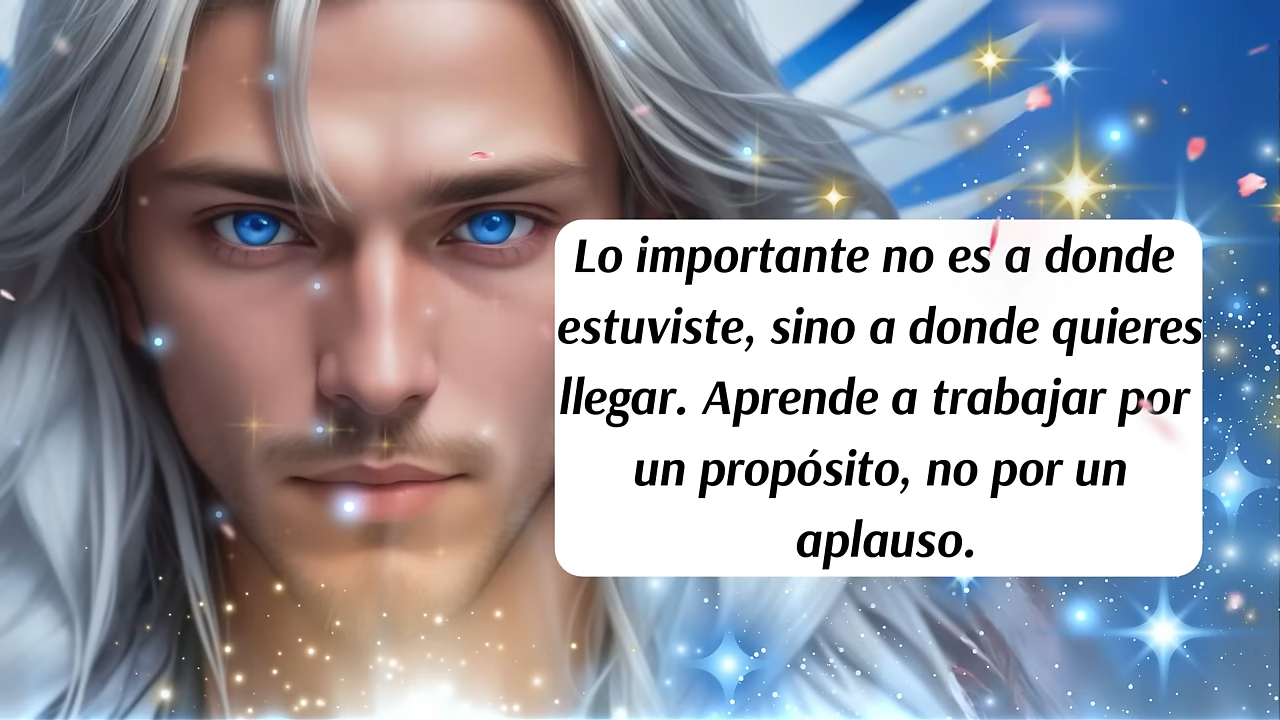 Lo importante no es a donde
estuviste, sino a donde quieres
llegar. Aprende a trabajar por
un propósito, no por un
aplauso.